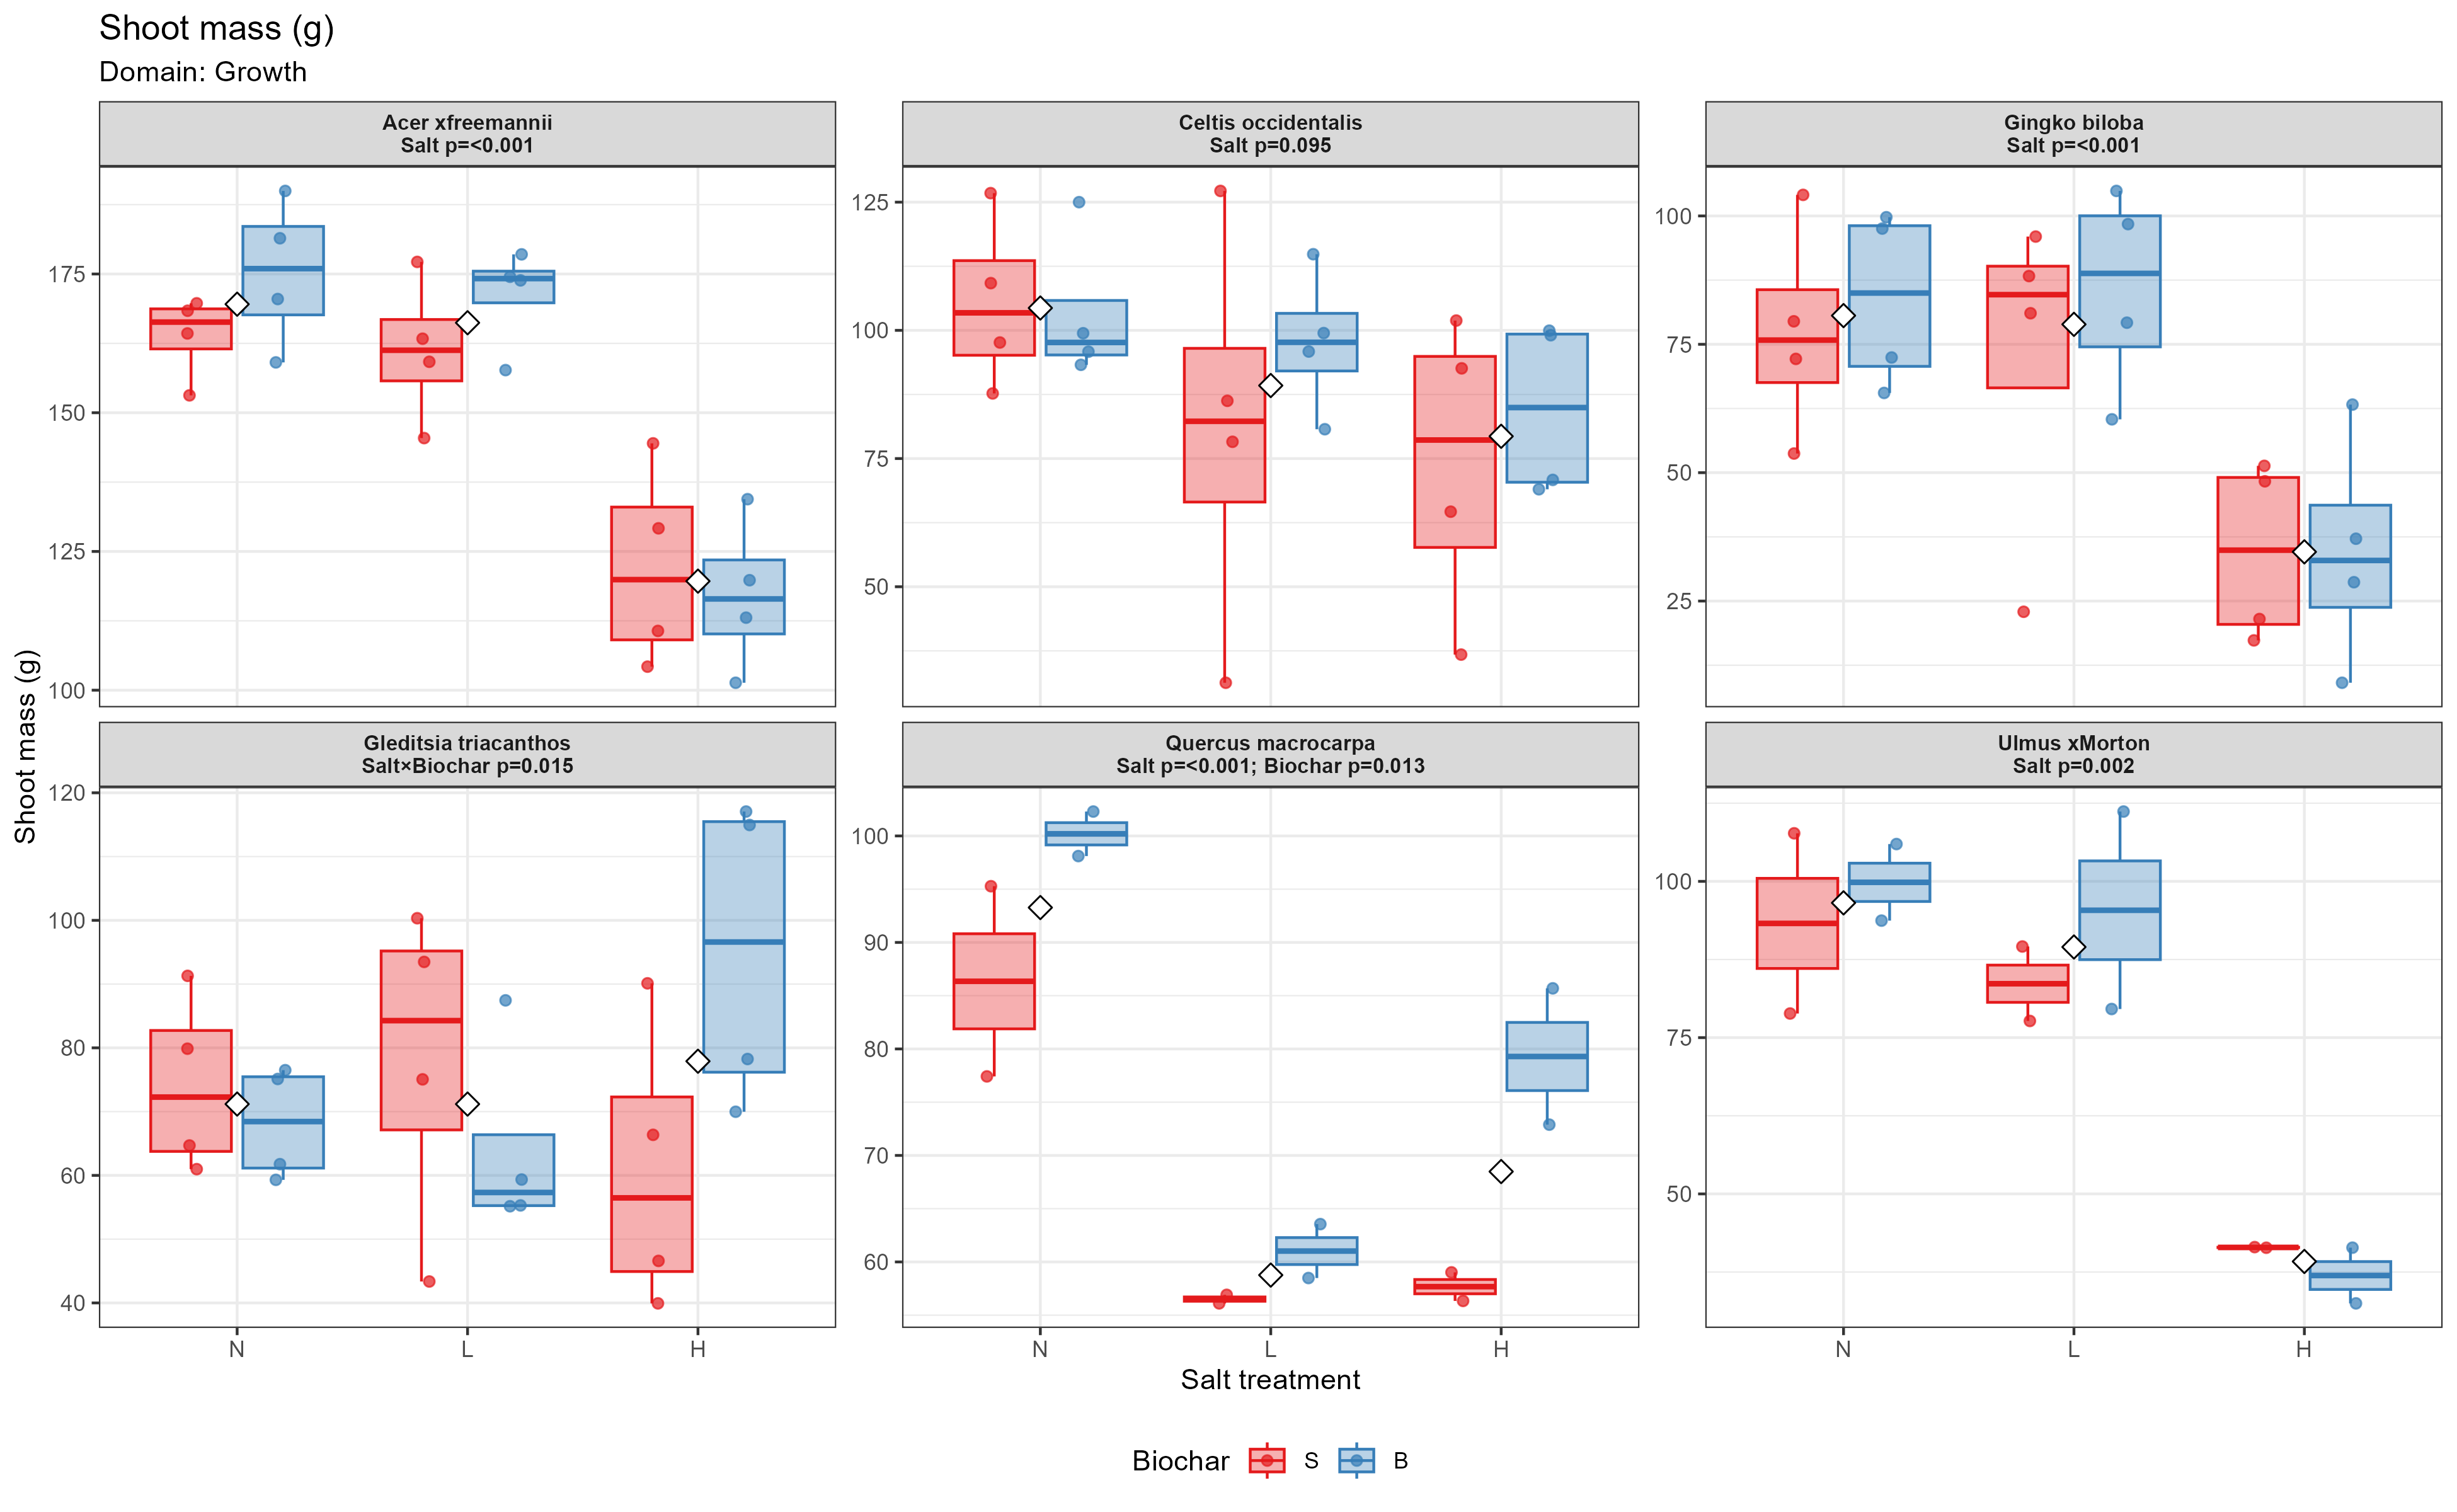 Shoot mass (g)
Domain: Growth
Acer xfreemannii
Salt p=<0.001
Celtis occidentalis
Salt p=0.095
Gingko biloba
Salt p=<0.001
175
150
125
100
125
100
75
50
100
75
50
25
Gleditsia triacanthos
Salt×Biochar p=0.015
Quercus macrocarpa
Salt p=<0.001; Biochar p=0.013
Ulmus xMorton
Salt p=0.002
120
100
80
60
40
100
90
80
70
60
100
75
50
Shoot mass (g)
N L H
N L H
N L H
Salt treatment
Biochar S B